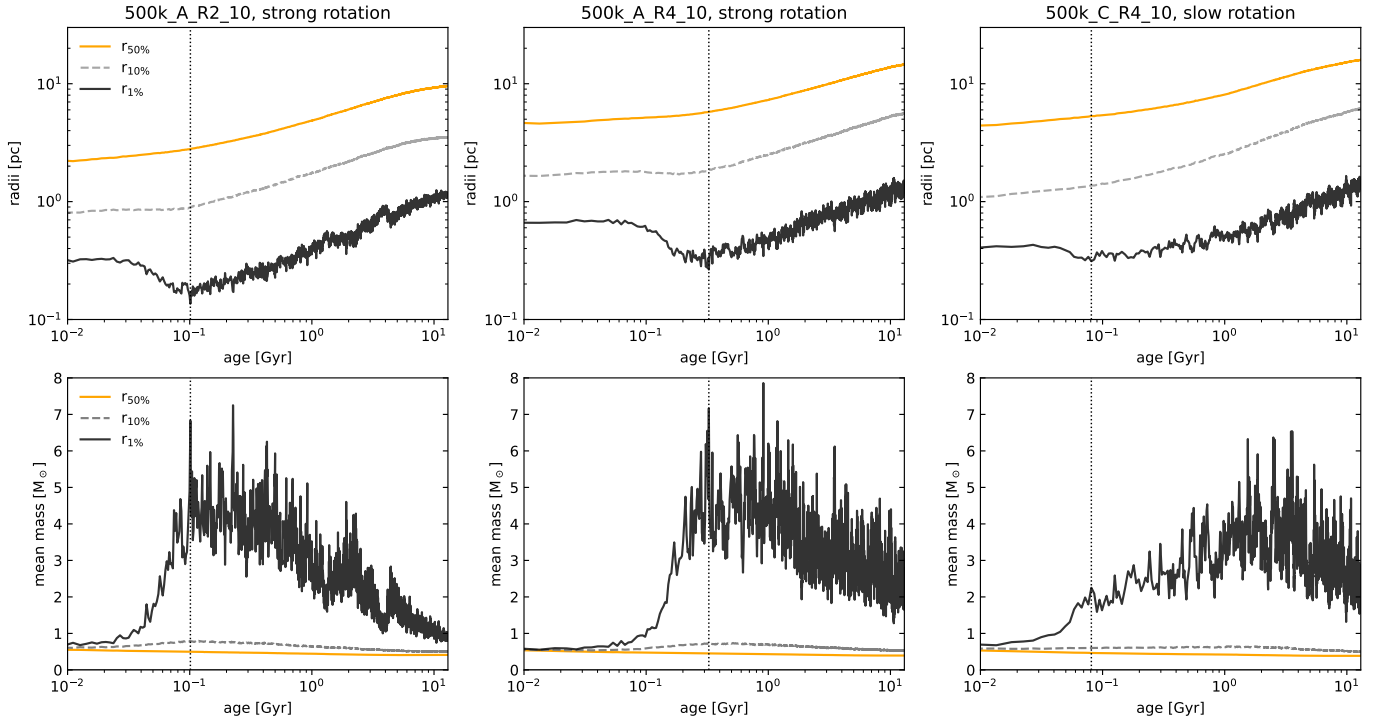 500k_A_R2_10, strong rotation
500k_A_R4_10, strong rotation
500k_C_R4_10, slow rotation
r50%
r10%
r1%
radii [pc]
radii [pc]
radii [pc]
10¹
10⁰
10⁻¹
10¹
10⁰
10⁻¹
10¹
10⁰
10⁻¹
10⁻² 10⁻¹ 10⁰ 10¹
10⁻² 10⁻¹ 10⁰ 10¹
10⁻² 10⁻¹ 10⁰ 10¹
age [Gyr]
age [Gyr]
age [Gyr]
r50%
r10%
r1%
mean mass [M⊙]
mean mass [M⊙]
mean mass [M⊙]
8
7
6
5
4
3
2
1
0
8
7
6
5
4
3
2
1
0
8
7
6
5
4
3
2
1
0
10⁻² 10⁻¹ 10⁰ 10¹
10⁻² 10⁻¹ 10⁰ 10¹
10⁻² 10⁻¹ 10⁰ 10¹
age [Gyr]
age [Gyr]
age [Gyr]